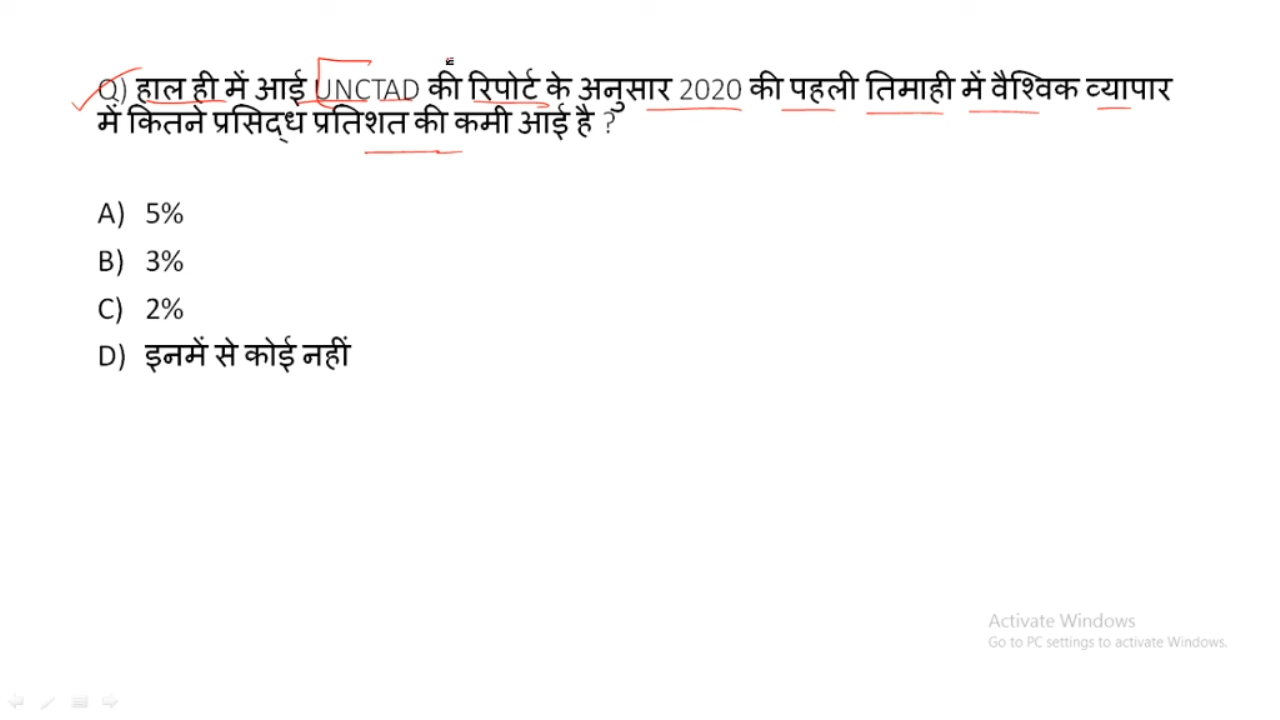 Q) हाल ही में आई UNCTAD की रिपोर्ट के अनुसार 2020 की पहली तिमाही में वैश्विक व्यापार
में कितने प्रसिद्ध प्रतिशत की कमी आई है ?
A) 5%
B) 3%
C) 2%
D) इनमें से कोई नहीं
Activate Windows
Go to PC settings to activate Windows.